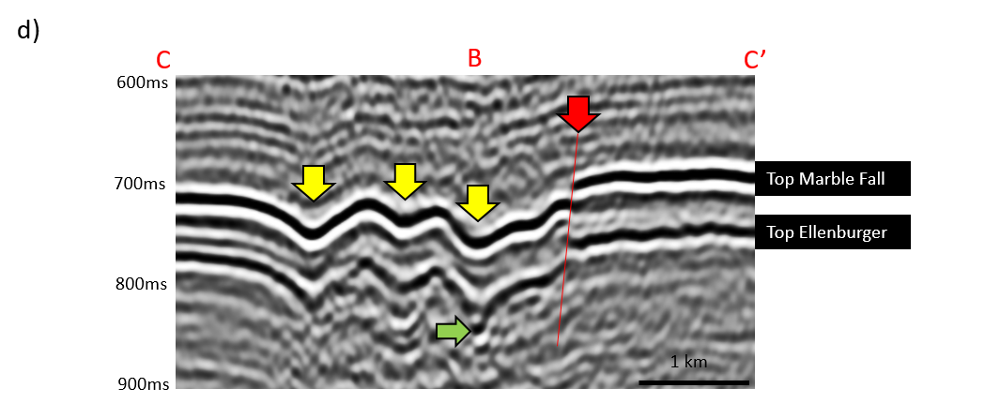 d)
C B C’
600ms
700ms
Top Marble Fall
Top Ellenburger
800ms
1 km
900ms